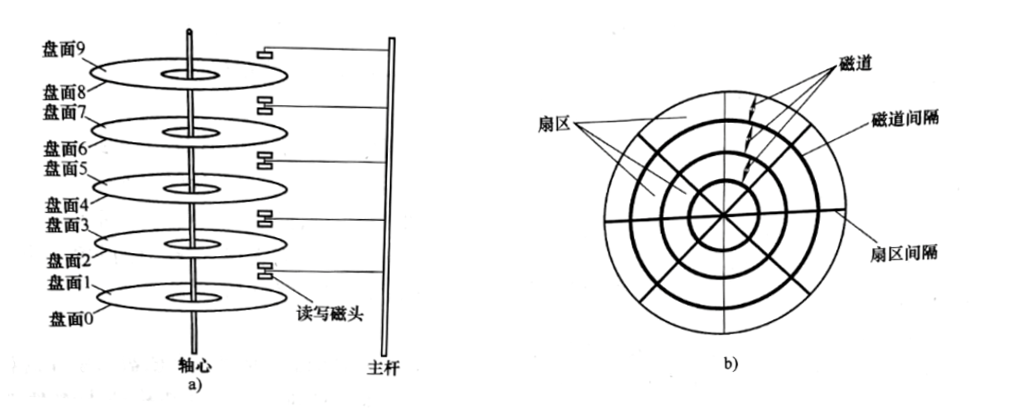 盘面9
盘面8
盘面7
盘面6
盘面5
盘面4
盘面3
盘面2
盘面1
盘面0
读写磁头
轴心
主杆
a)
磁道
扇区
磁道间隔
扇区间隔
b)